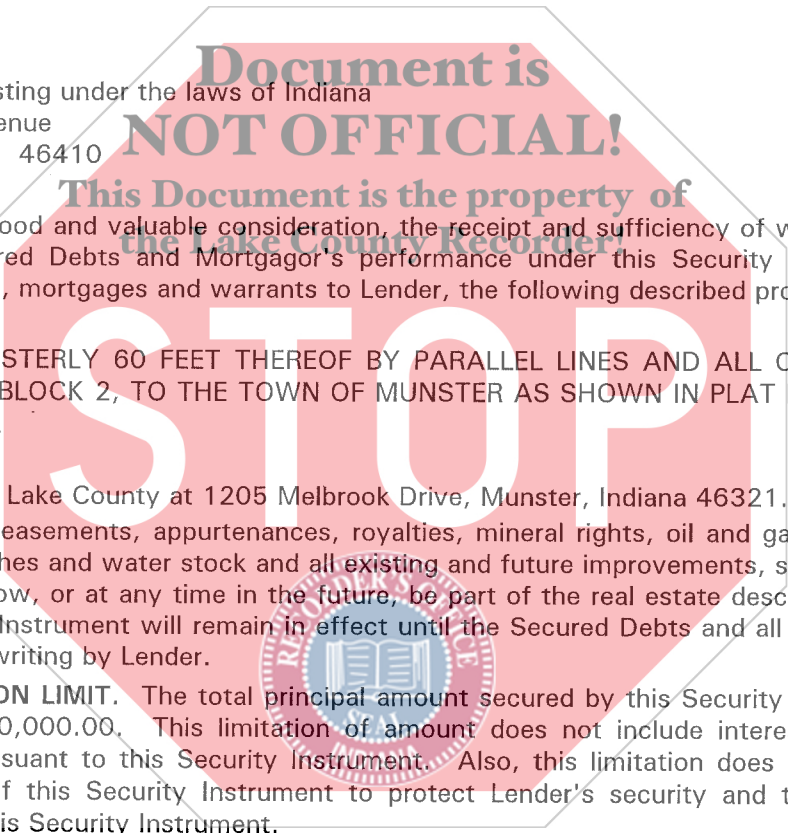 Document is
sting under the laws of Indiana
enue
NOT OFFICIAL!
46410
This Document is the property of
ood and valuable consideration, the receipt and sufficiency of w
the Lake County Recorder!
red Debts and Mortgagor's performance under this Security
, mortgages and warrants to Lender, the following described pro
STOP
STERLY 60 FEET THEREOF BY PARALLEL LINES AND ALL O
BLOCK 2, TO THE TOWN OF MUNSTER AS SHOWN IN PLAT
Lake County at 1205 Melbrook Drive, Munster, Indiana 46321.
easements, appurtenances, royalties, mineral rights, oil and ga
hes and water stock and all existing and future improvements, s
ow, or at any time in the future, be part of the real estate desc
Instrument will remain in effect until the Secured Debts and all
writing by Lender.
RECORDER'S OFFICE
SEAL
INDIANA
ON LIMIT. The total principal amount secured by this Security
0,000.00. This limitation of amount does not include intere
suant to this Security Instrument. Also, this limitation does
f this Security Instrument to protect Lender's security and t
is Security Instrument.